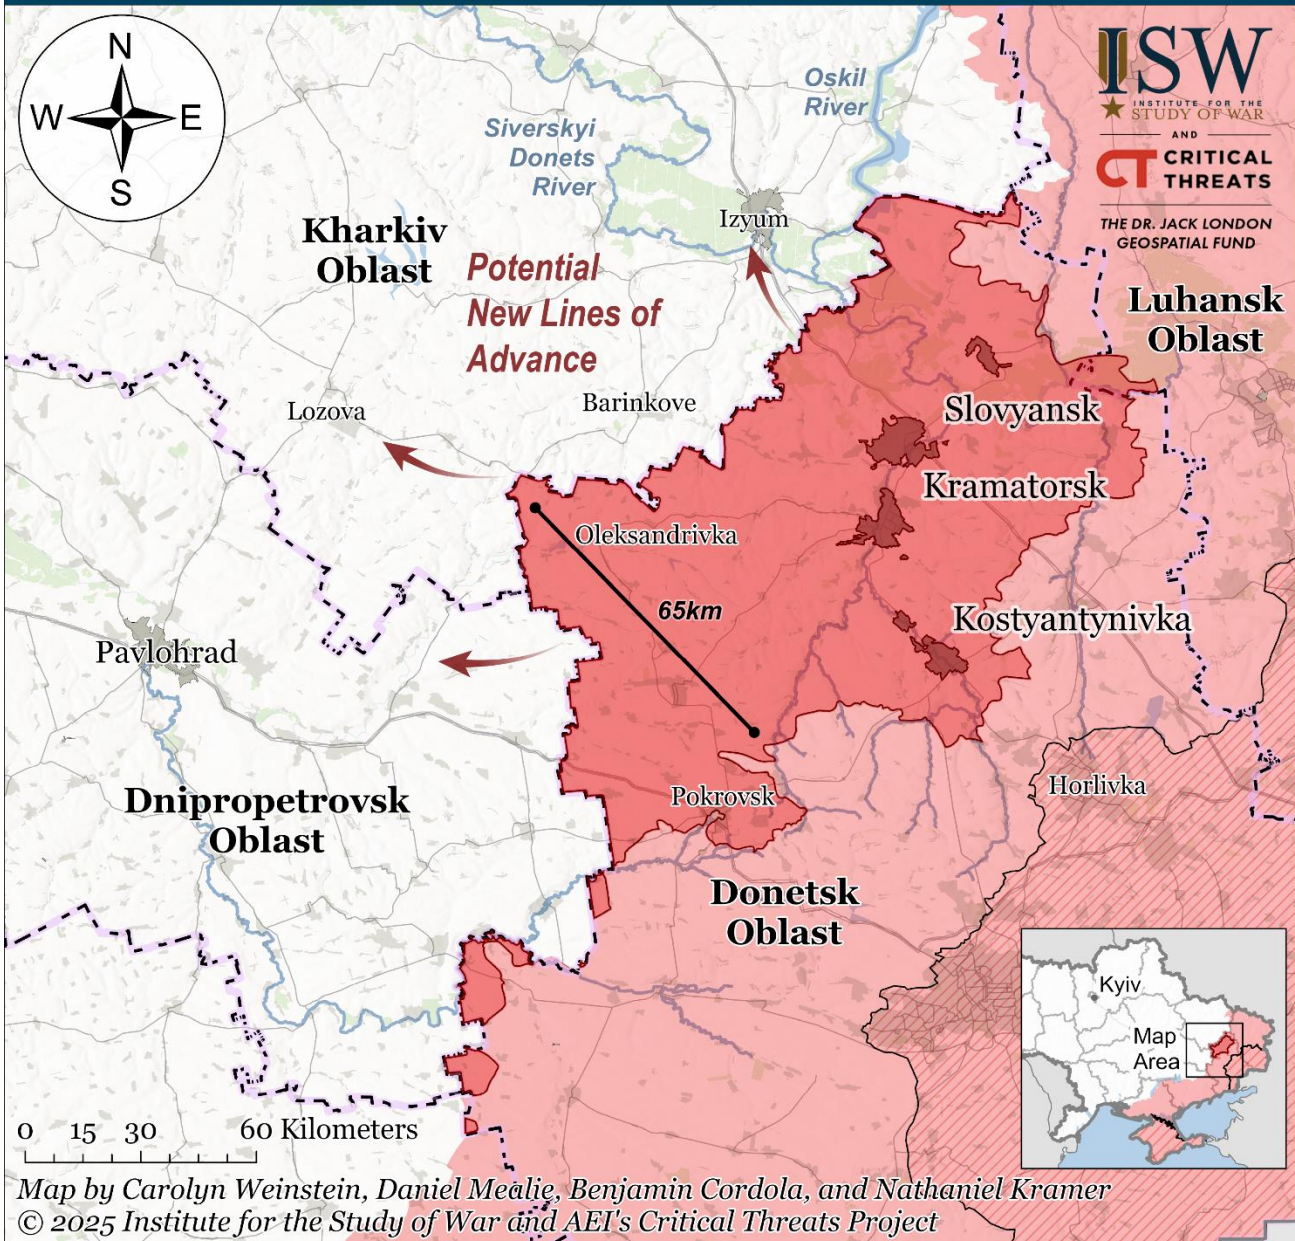 N
W
E
S
ISW
INSTITUTE FOR THE
STUDY OF WAR
AND
CT CRITICAL
THREATS
THE DR. JACK LONDON
GEOSPATIAL FUND
Oskil
River
Siverskyi
Donets
River
Izyum
Kharkiv
Oblast
Potential
New Lines of
Advance
Luhansk
Oblast
Lozova
Barinkove
Slovyansk
Kramatorsk
Oleksandrivka
65km
Kostyantynivka
Pavlohrad
Dnipropetrovsk
Oblast
Pokrovsk
Horlivka
Donetsk
Oblast
Kyiv
Map
Area
0 15 30 60 Kilometers
Map by Carolyn Weinstein, Daniel Mealie, Benjamin Cordola, and Nathaniel Kramer
© 2025 Institute for the Study of War and AEI's Critical Threats Project